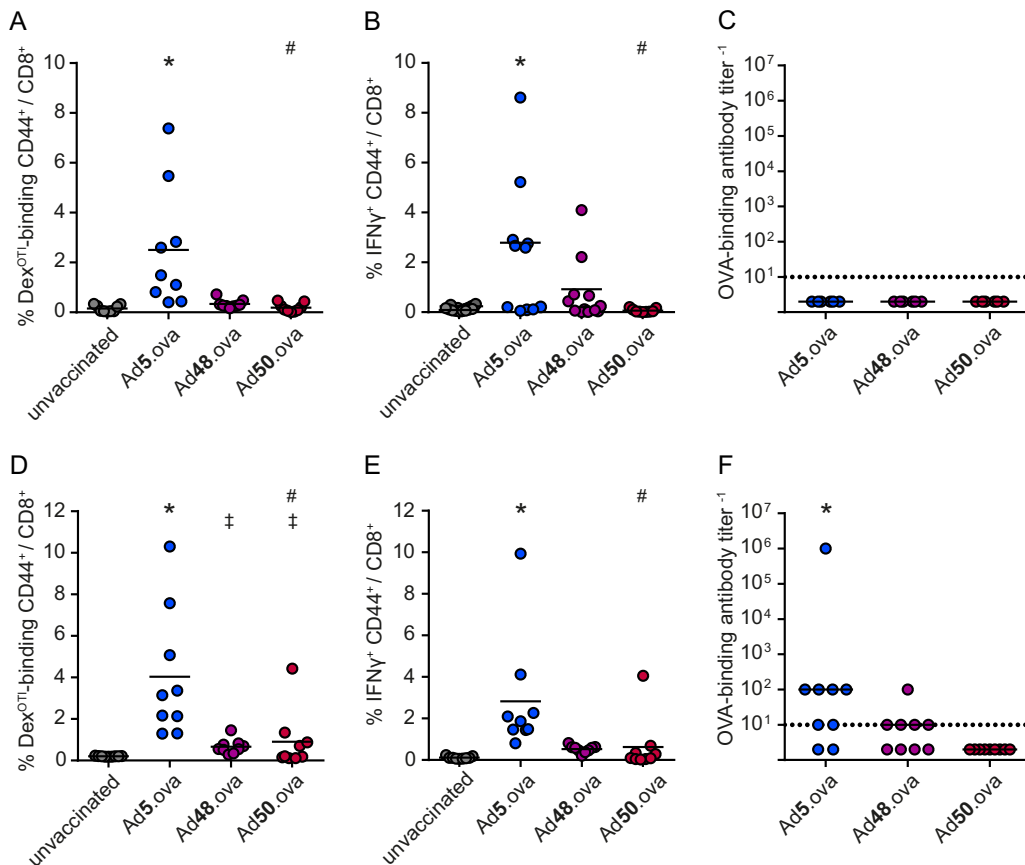 A
% Dex^OTI-binding CD44⁺ / CD8⁺
10
8
6
4
2
0
*
#
unvaccinated
Ad5.ova
Ad48.ova
Ad50.ova
B
% IFNγ⁺ CD44⁺ / CD8⁺
10
8
6
4
2
0
*
#
unvaccinated
Ad5.ova
Ad48.ova
Ad50.ova
C
OVA-binding antibody titer ⁻¹
10⁷
10⁶
10⁵
10⁴
10³
10²
10¹
Ad5.ova
Ad48.ova
Ad50.ova
D
% Dex^OTI-binding CD44⁺ / CD8⁺
12
10
8
6
4
2
0
*
‡
#
‡
unvaccinated
Ad5.ova
Ad48.ova
Ad50.ova
E
% IFNγ⁺ CD44⁺ / CD8⁺
12
10
8
6
4
2
0
*
#
unvaccinated
Ad5.ova
Ad48.ova
Ad50.ova
F
OVA-binding antibody titer ⁻¹
10⁷
10⁶
10⁵
10⁴
10³
10²
10¹
*
Ad5.ova
Ad48.ova
Ad50.ova